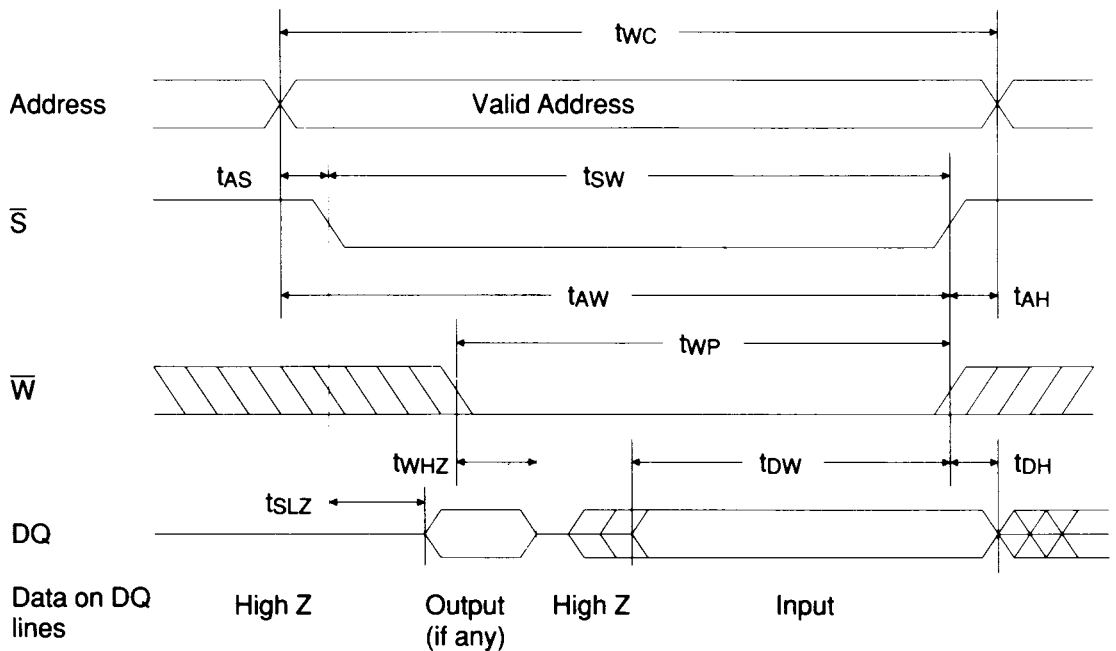 tWC
Address
Valid Address
tAS
tSW
S̅
tAW
tAH
tWP
W̅
tWHZ
tDW
tDH
tSLZ
DQ
Data on DQ lines
High Z
Output (if any)
High Z
Input